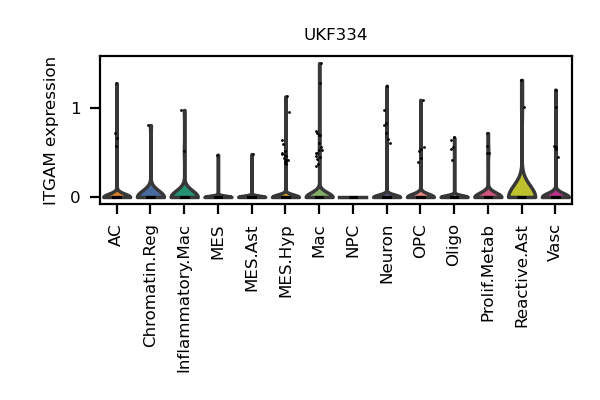 UKF334
ITGAM expression
1
0
AC
Chromatin.Reg
Inflammatory.Mac
MES
MES.Ast
MES.Hyp
Mac
NPC
Neuron
OPC
Oligo
Prolif.Metab
Reactive.Ast
Vasc